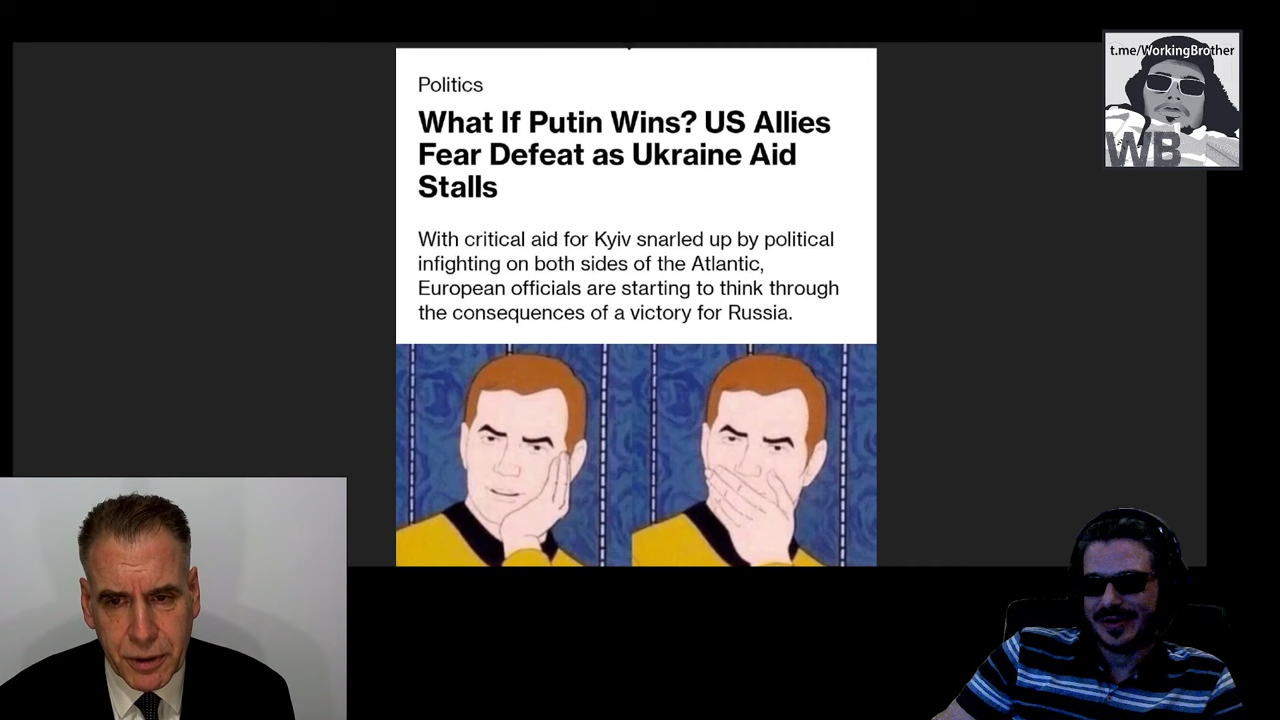 Politics
What If Putin Wins? US Allies
Fear Defeat as Ukraine Aid
Stalls
With critical aid for Kyiv snarled up by political
infighting on both sides of the Atlantic,
European officials are starting to think through
the consequences of a victory for Russia.
t.me/WorkingBrother
WB